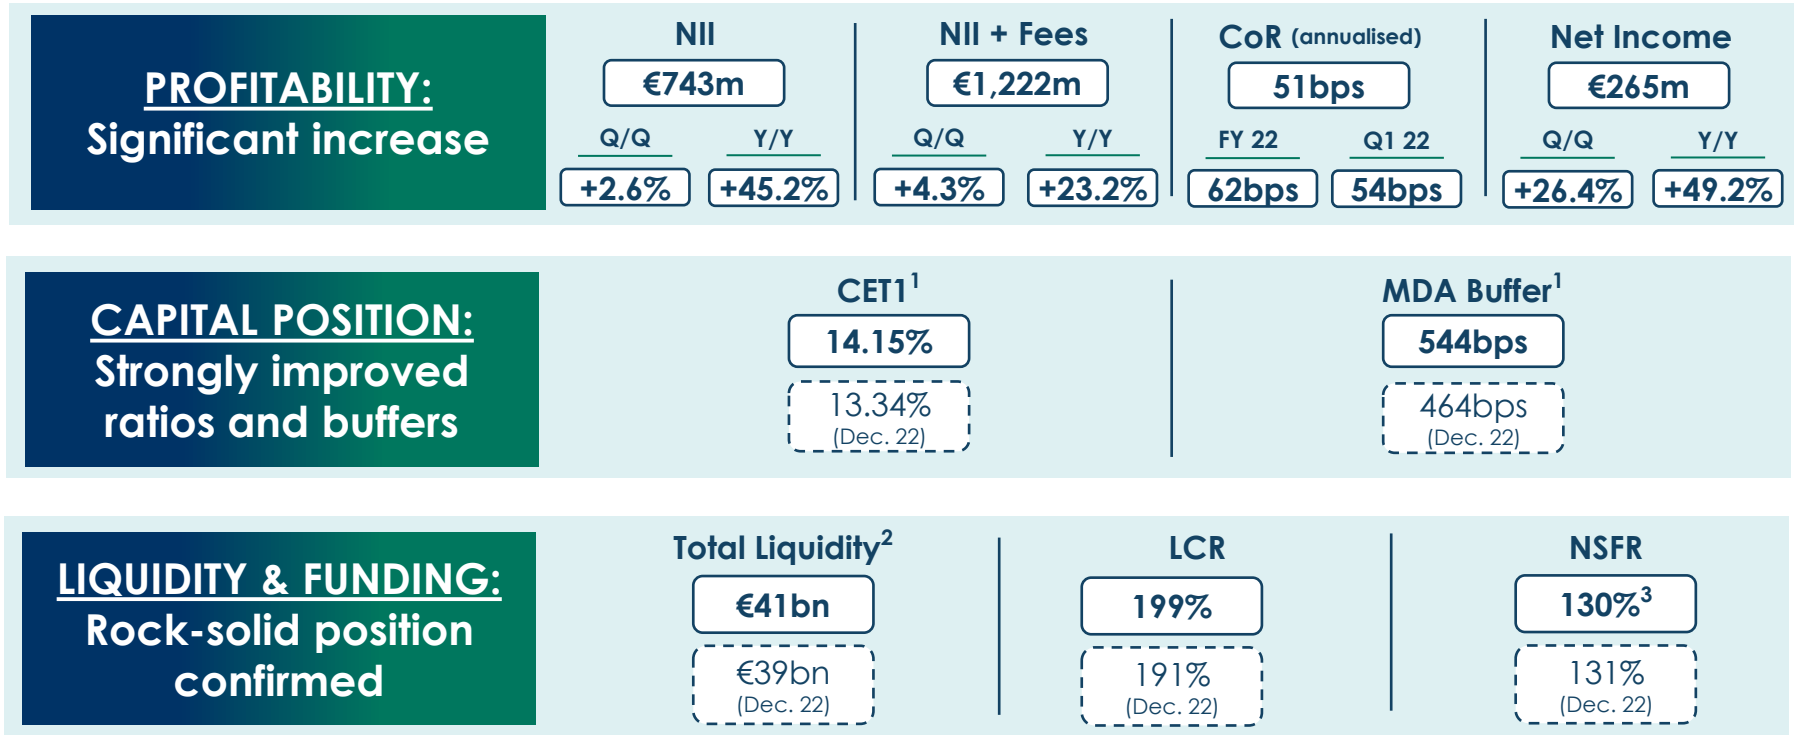 PROFITABILITY:
Significant increase
NII
€743m
Q/Q Y/Y
+2.6% +45.2%
NII + Fees
€1,222m
Q/Q Y/Y
+4.3% +23.2%
CoR (annualised)
51bps
FY 22 Q1 22
62bps 54bps
Net Income
€265m
Q/Q Y/Y
+26.4% +49.2%
CAPITAL POSITION:
Strongly improved
ratios and buffers
CET1¹
14.15%
13.34%
(Dec. 22)
MDA Buffer¹
544bps
464bps
(Dec. 22)
LIQUIDITY & FUNDING:
Rock-solid position
confirmed
Total Liquidity²
€41bn
€39bn
(Dec. 22)
LCR
199%
191%
(Dec. 22)
NSFR
130%³
131%
(Dec. 22)